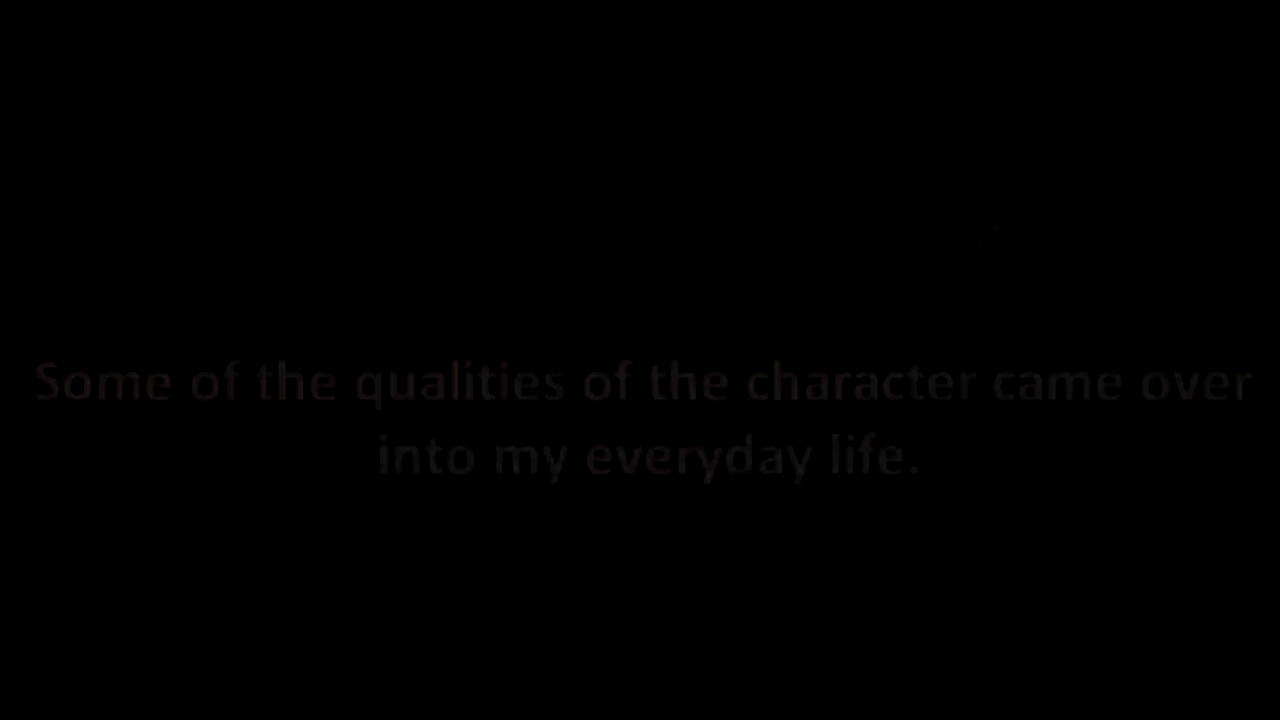 Some of the qualities of the character came over
into my everyday life.